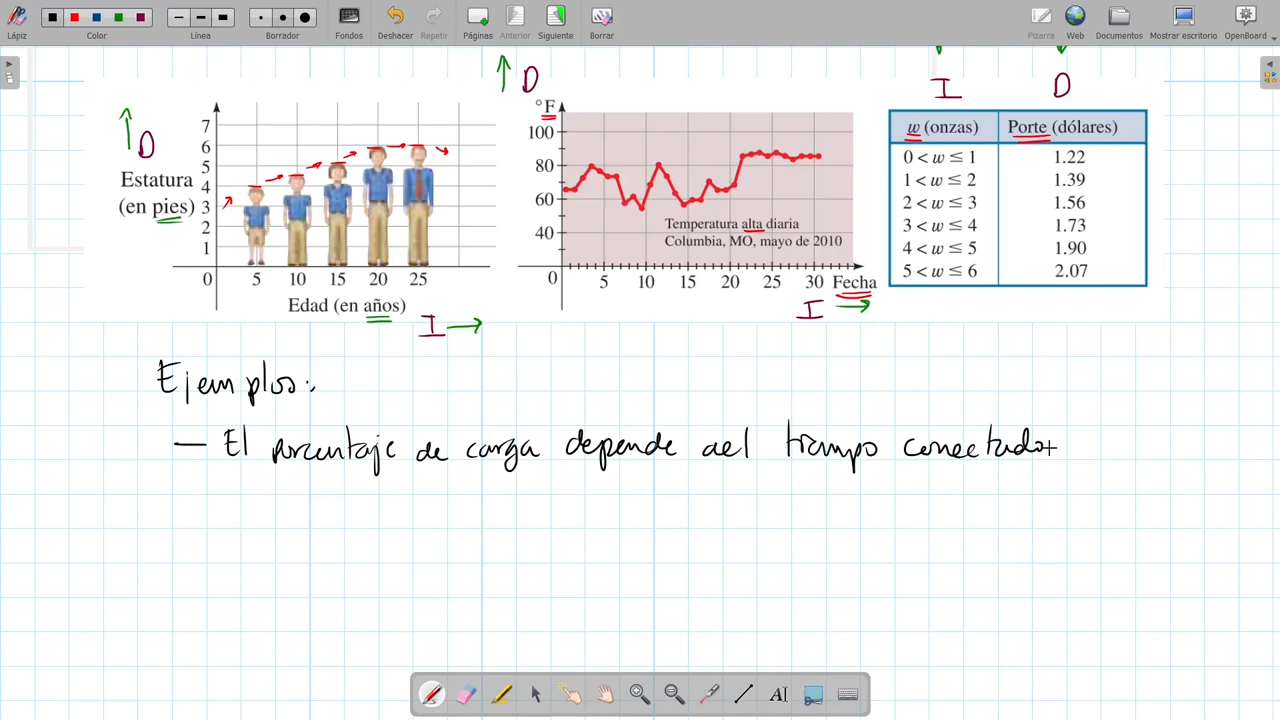 Lápiz Color Línea Borrador Fondos Deshacer Repetir Páginas Anterior Siguiente Borrar Pizarra Web Documentos Mostrar escritorio OpenBoard
D
I D
D
Estatura
(en pies)
7
6
5
4
3
2
1
0 5 10 15 20 25
Edad (en años)
I
°F
100
80
60
40
0 5 10 15 20 25 30 Fecha
Temperatura alta diaria
Columbia, MO, mayo de 2010
I
w (onzas) Porte (dólares)
0 < w ≤ 1 1.22
1 < w ≤ 2 1.39
2 < w ≤ 3 1.56
3 < w ≤ 4 1.73
4 < w ≤ 5 1.90
5 < w ≤ 6 2.07
Ejemplos:
— El porcentaje de carga depende del tiempo conectado
AI